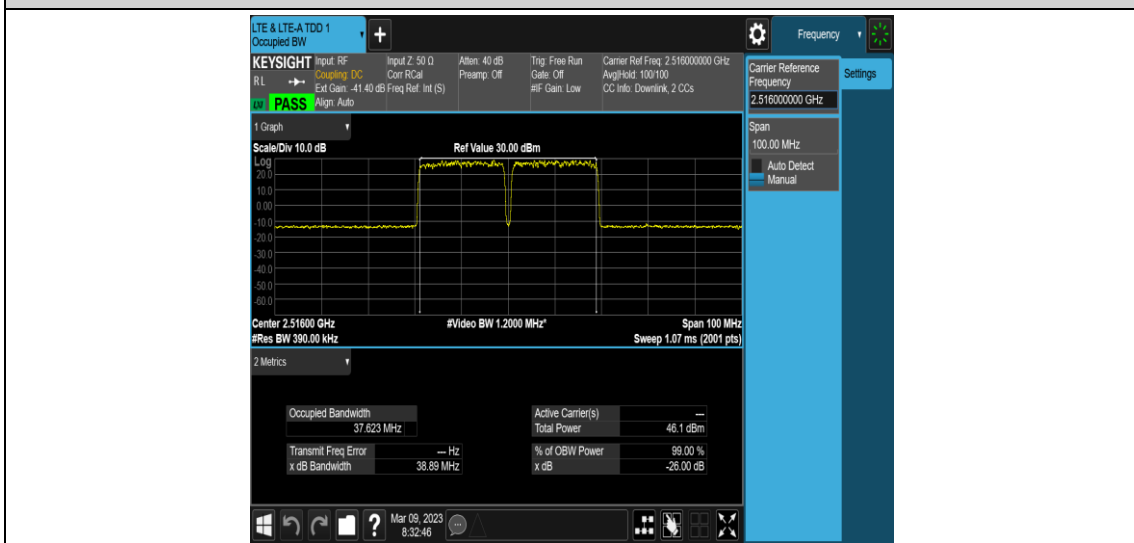 LTE & LTE-A TDD 1
Occupied BW
+
Frequency
KEYSIGHT
RL
PASS
Input: RF
Coupling: DC
Ext Gain: -41.40 dB
Align: Auto
Input Z: 50 Ω
Corr RCal
Freq Ref: Int (S)
Atten: 40 dB
Preamp: Off
Trig: Free Run
Gate: Off
#IF Gain: Low
Carrier Ref Freq: 2.516000000 GHz
Avg|Hold: 100/100
CC Info: Downlink, 2 CCs
Carrier Reference
Frequency
2.516000000 GHz
Settings
Span
100.00 MHz
Auto Detect
Manual
1 Graph
Scale/Div 10.0 dB
Ref Value 30.00 dBm
Log
20.0
10.0
0.00
-10.0
-20.0
-30.0
-40.0
-50.0
-60.0
Center 2.51600 GHz
#Video BW 1.2000 MHz*
Span 100 MHz
#Res BW 390.00 kHz
Sweep 1.07 ms (2001 pts)
2 Metrics
Occupied Bandwidth
37.623 MHz
Transmit Freq Error --- Hz
x dB Bandwidth 38.89 MHz
Active Carrier(s) ---
Total Power 46.1 dBm
% of OBW Power 99.00 %
x dB -26.00 dB
?
Mar 09, 2023
8:32:46